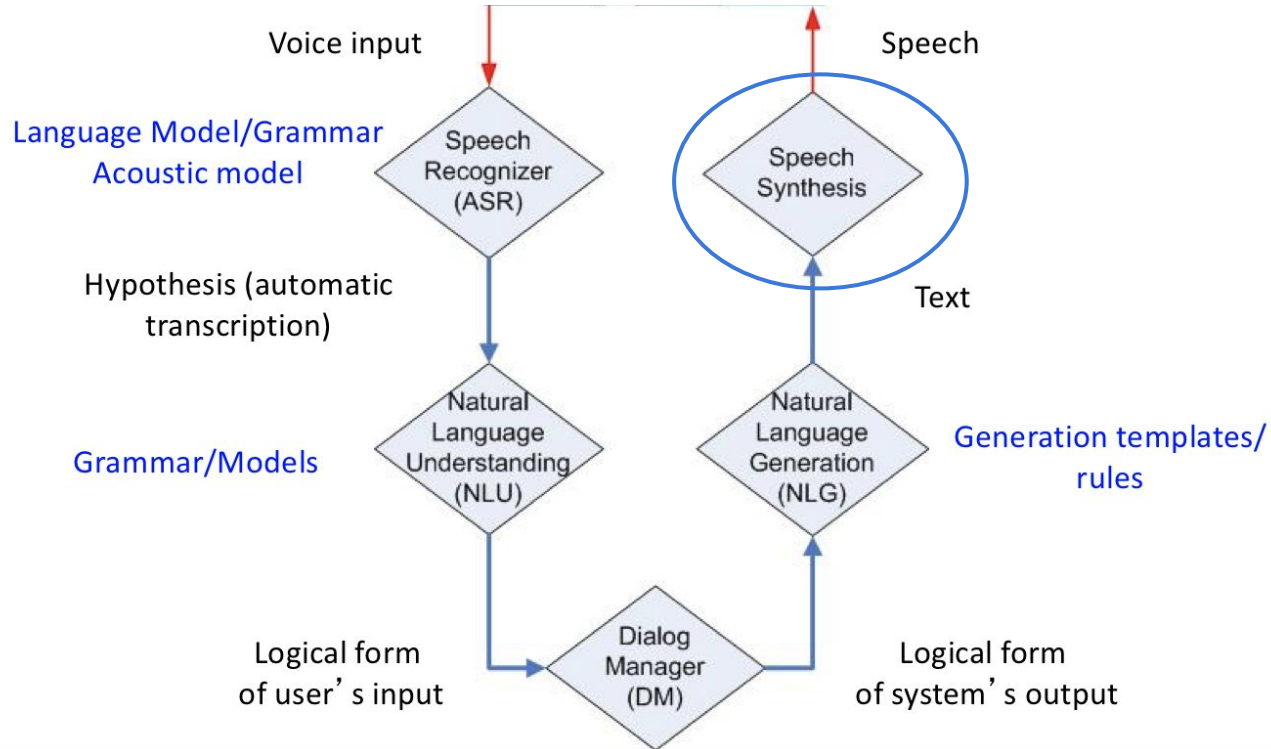 Voice input
Speech
Language Model/Grammar
Acoustic model
Speech
Recognizer
(ASR)
Speech
Synthesis
Hypothesis (automatic
transcription)
Text
Grammar/Models
Natural
Language
Understanding
(NLU)
Natural
Language
Generation
(NLG)
Generation templates/
rules
Logical form
of user’s input
Dialog
Manager
(DM)
Logical form
of system’s output